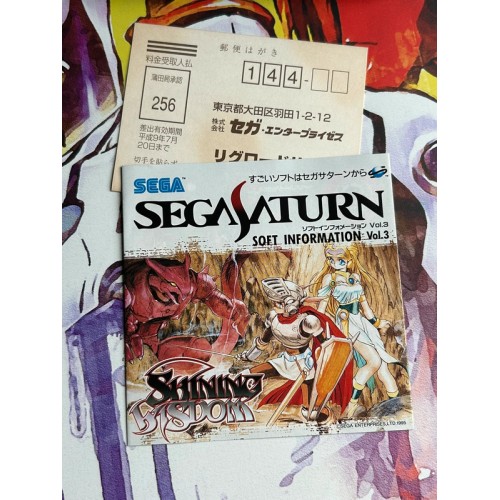 郵便はがき
料金受取人払
144-
蒲田局承認
256
差出有効期間
平成9年7月
20日まで
切手を貼らず
東京都大田区羽田1-2-12
株式会社 セガ・エンタープライゼス
リグロード
SEGA
すごいソフトはセガサターンから
SEGASATURN
ソフトインフォメーション Vol.3
SOFT INFORMATION Vol.3
SHINING
WISDOM
©SEGA ENTERPRISES,LTD.1995